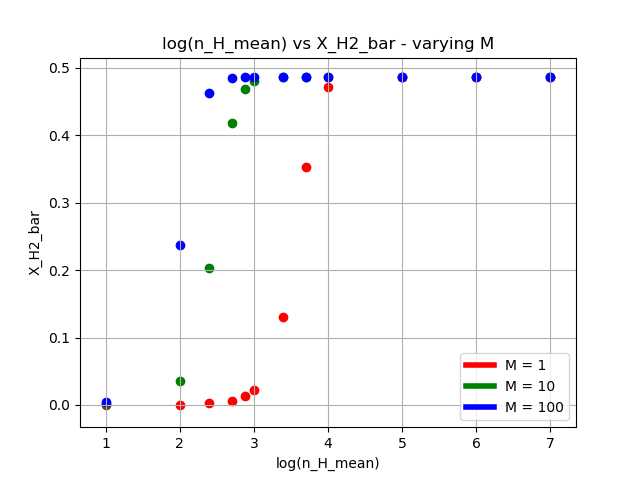 log(n_H_mean) vs X_H2_bar - varying M
0.5
0.4
0.3
0.2
0.1
0.0
X_H2_bar
M = 1
M = 10
M = 100
1 2 3 4 5 6 7
log(n_H_mean)